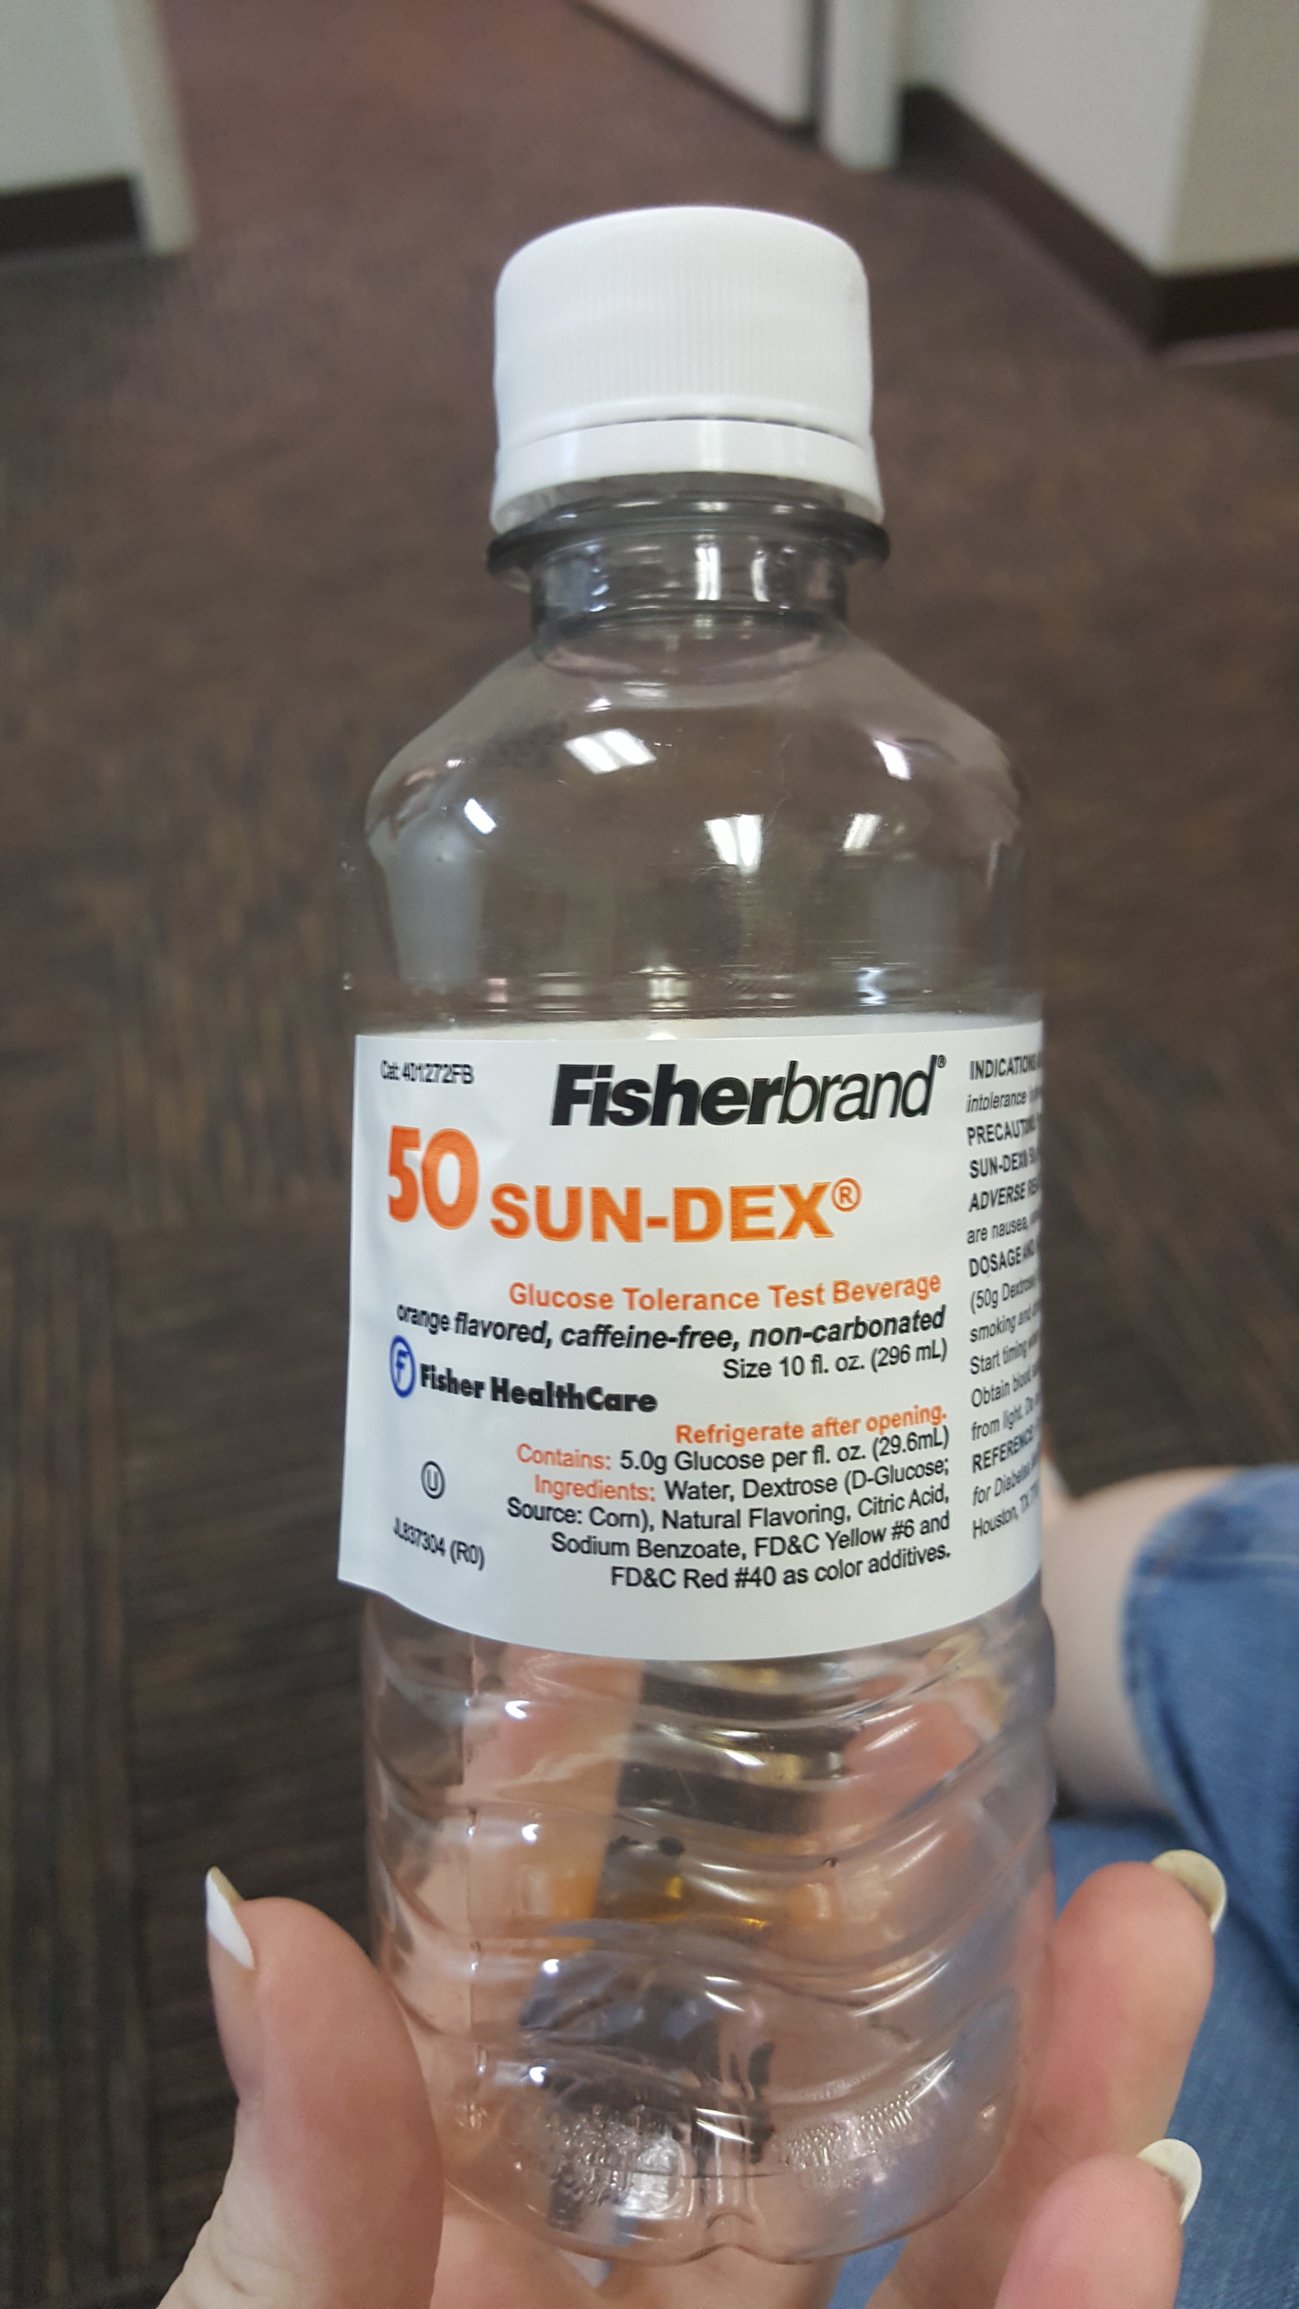 Cat: 401272FB
Fisherbrand®
50 SUN-DEX®
Glucose Tolerance Test Beverage
orange flavored, caffeine-free, non-carbonated
Size 10 fl. oz. (296 mL)
F Fisher HealthCare
Refrigerate after opening.
Contains: 5.0g Glucose per fl. oz. (29.6mL)
Ingredients: Water, Dextrose (D-Glucose;
Source: Corn), Natural Flavoring, Citric Acid,
Sodium Benzoate, FD&C Yellow #6 and
FD&C Red #40 as color additives.
U
JL837304 (R0)
INDICATIONS
intolerance
SUN-DEX®
ADVERSE
are nausea,
DOSAGE AND
(50g Dextrose
smoking and
Start timing
Obtain blood
from light. Do
REFERENCE
for Diabetes
Houston, TX